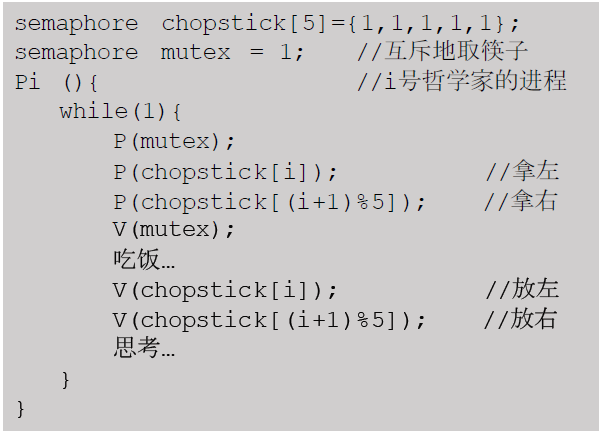 semaphore chopstick[5]={1,1,1,1,1};
semaphore mutex = 1; //互斥地取筷子
Pi (){ //i号哲学家的进程
while(1){
P(mutex);
P(chopstick[i]); //拿左
P(chopstick[(i+1)%5]); //拿右
V(mutex);
吃饭…
V(chopstick[i]); //放左
V(chopstick[(i+1)%5]); //放右
思考…
}
}